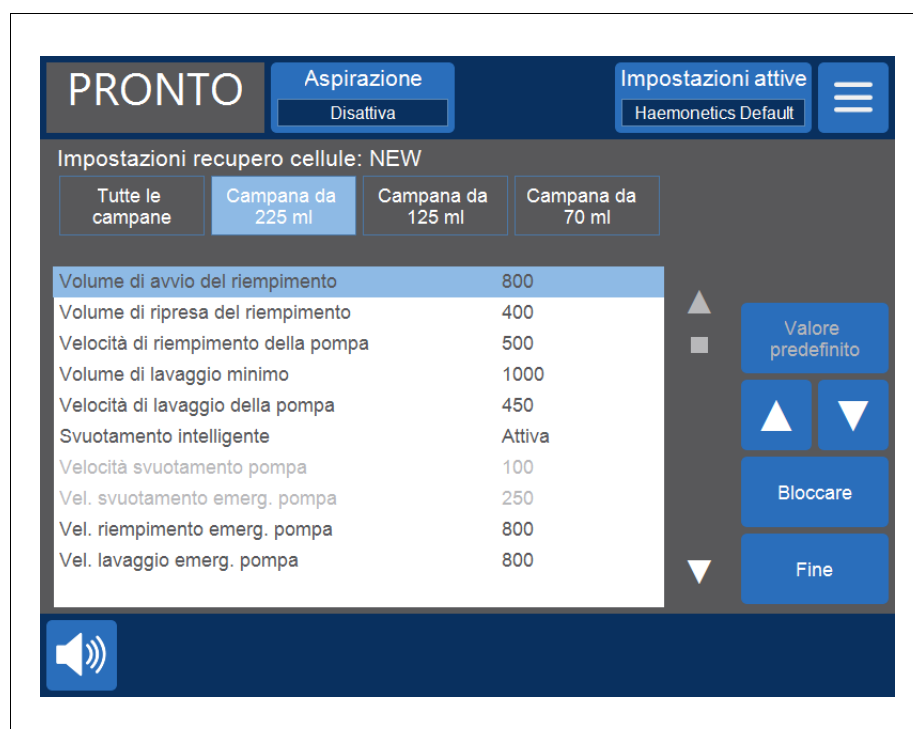 PRONTO
Aspirazione
Disattiva
Impostazioni attive
Haemonetics Default
Impostazioni recupero cellule: NEW
Tutte le
campane
Campana da
225 ml
Campana da
125 ml
Campana da
70 ml
Volume di avvio del riempimento 800
Volume di ripresa del riempimento 400
Velocità di riempimento della pompa 500
Volume di lavaggio minimo 1000
Velocità di lavaggio della pompa 450
Svuotamento intelligente Attiva
Velocità svuotamento pompa 100
Vel. svuotamento emerg. pompa 250
Vel. riempimento emerg. pompa 800
Vel. lavaggio emerg. pompa 800
Valore
predefinito
Bloccare
Fine